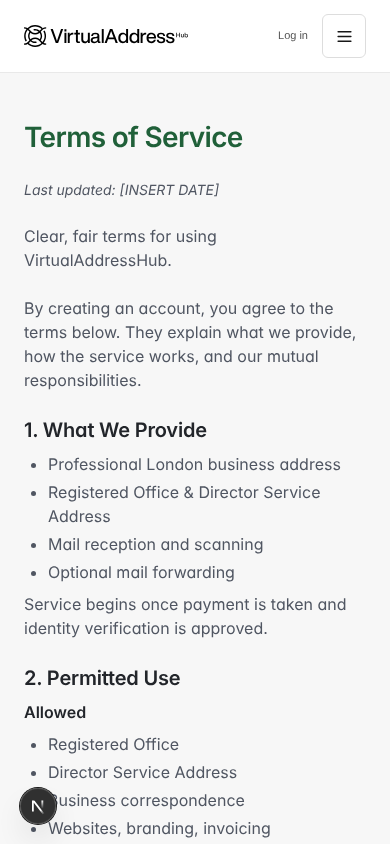 VirtualAddress Hub
Log in
Terms of Service
Last updated: [INSERT DATE]
Clear, fair terms for using
VirtualAddressHub.
By creating an account, you agree to the
terms below. They explain what we provide,
how the service works, and our mutual
responsibilities.
1. What We Provide
• Professional London business address
• Registered Office & Director Service
Address
• Mail reception and scanning
• Optional mail forwarding
Service begins once payment is taken and
identity verification is approved.
2. Permitted Use
Allowed
• Registered Office
• Director Service Address
Business correspondence
• Websites, branding, invoicing
N